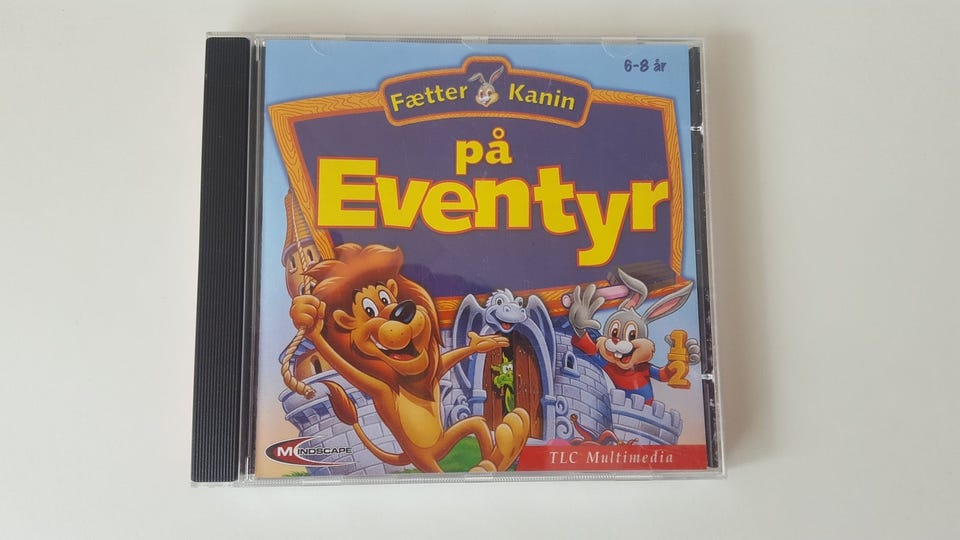 6-8 år
Fætter Kanin
på
Eventyr
1/2
MINDSCAPE
TLC Multimedia